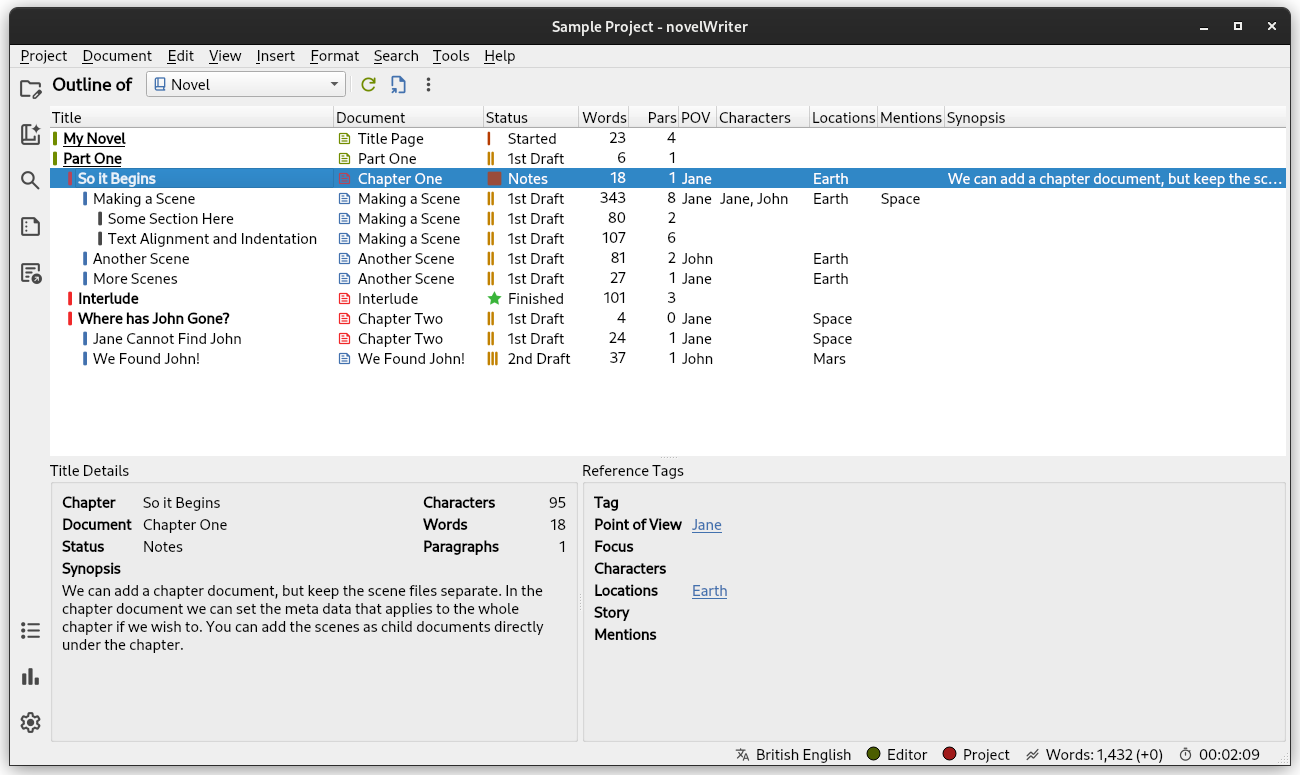 Sample Project - novelWriter
Project Document Edit View Insert Format Search Tools Help
Outline of Novel
Title Document Status Words Pars POV Characters Locations Mentions Synopsis
My Novel Title Page Started 23 4
Part One Part One 1st Draft 6 1
So it Begins Chapter One Notes 18 1 Jane Earth We can add a chapter document, but keep the sc...
Making a Scene Making a Scene 1st Draft 343 8 Jane Jane, John Earth Space
Some Section Here Making a Scene 1st Draft 80 2
Text Alignment and Indentation Making a Scene 1st Draft 107 6
Another Scene Another Scene 1st Draft 81 2 John Earth
More Scenes Another Scene 1st Draft 27 1 Jane Earth
Interlude Interlude Finished 101 3
Where has John Gone? Chapter Two 1st Draft 4 0 Jane Space
Jane Cannot Find John Chapter Two 1st Draft 24 1 Jane Space
We Found John! We Found John! 2nd Draft 37 1 John Mars
Title Details
Chapter So it Begins Characters 95
Document Chapter One Words 18
Status Notes Paragraphs 1
Synopsis
We can add a chapter document, but keep the scene files separate. In the
chapter document we can set the meta data that applies to the whole
chapter if we wish to. You can add the scenes as child documents directly
under the chapter.
Reference Tags
Tag
Point of View Jane
Focus
Characters
Locations Earth
Story
Mentions
British English Editor Project Words: 1,432 (+0) 00:02:09